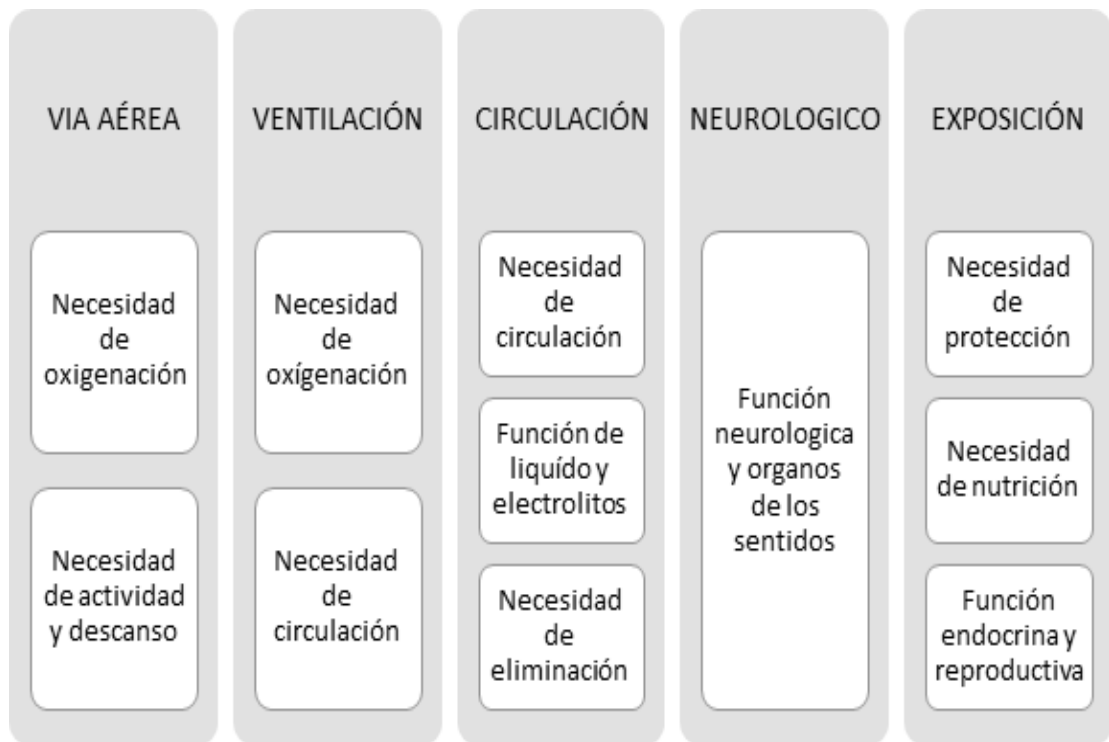 VIA AÉREA
Necesidad
de
oxigenación
Necesidad
de actividad
y descanso
VENTILACIÓN
Necesidad
de
oxígenación
Necesidad
de
circulación
CIRCULACIÓN
Necesidad
de
circulación
Función de
liquído y
electrolitos
Necesidad
de
eliminación
NEUROLOGICO
Función
neurologica
y organos
de los
sentidos
EXPOSICIÓN
Necesidad
de
protección
Necesidad
de nutrición
Función
endocrina y
reproductiva